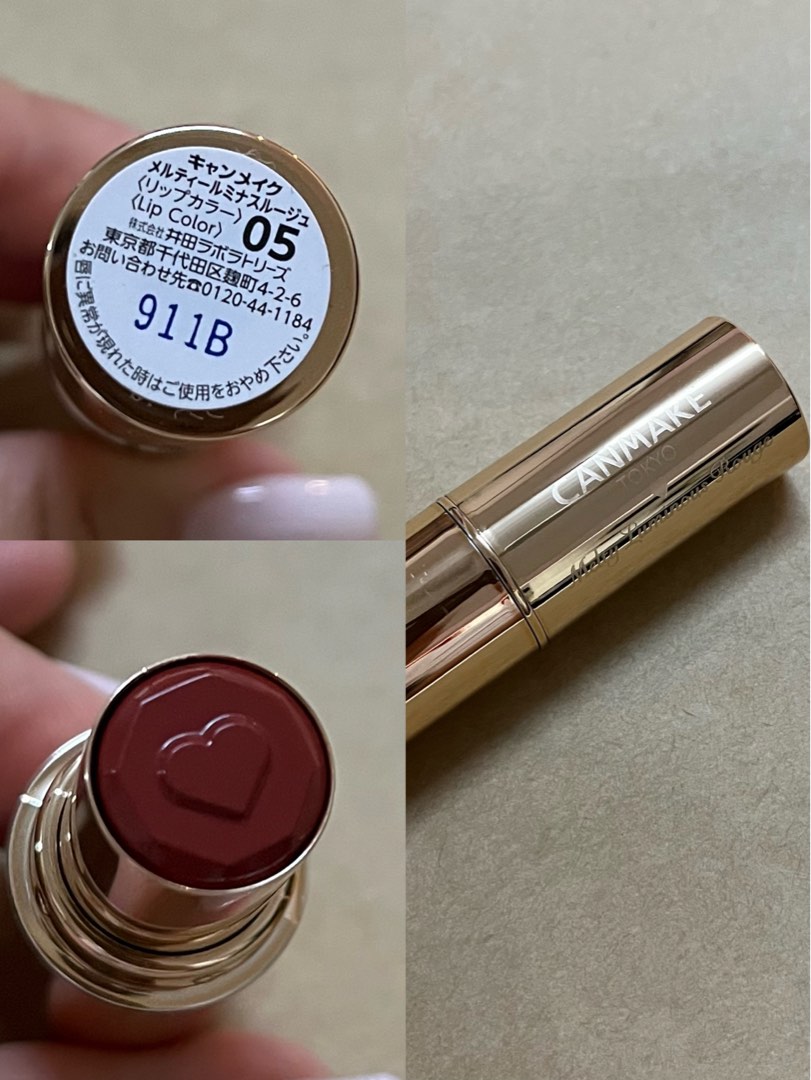 キャンメイク
メルティールミナスルージュ
〈リップカラー〉
〈Lip Color〉
05
株式会社 井田ラボラトリーズ
東京都千代田区麹町4-2-6
お問い合わせ先☎0120-44-1184
唇に異常が現れた時はご使用をおやめ下さい。
911B
CANMAKE
TOKYO
Melty Luminous Rouge